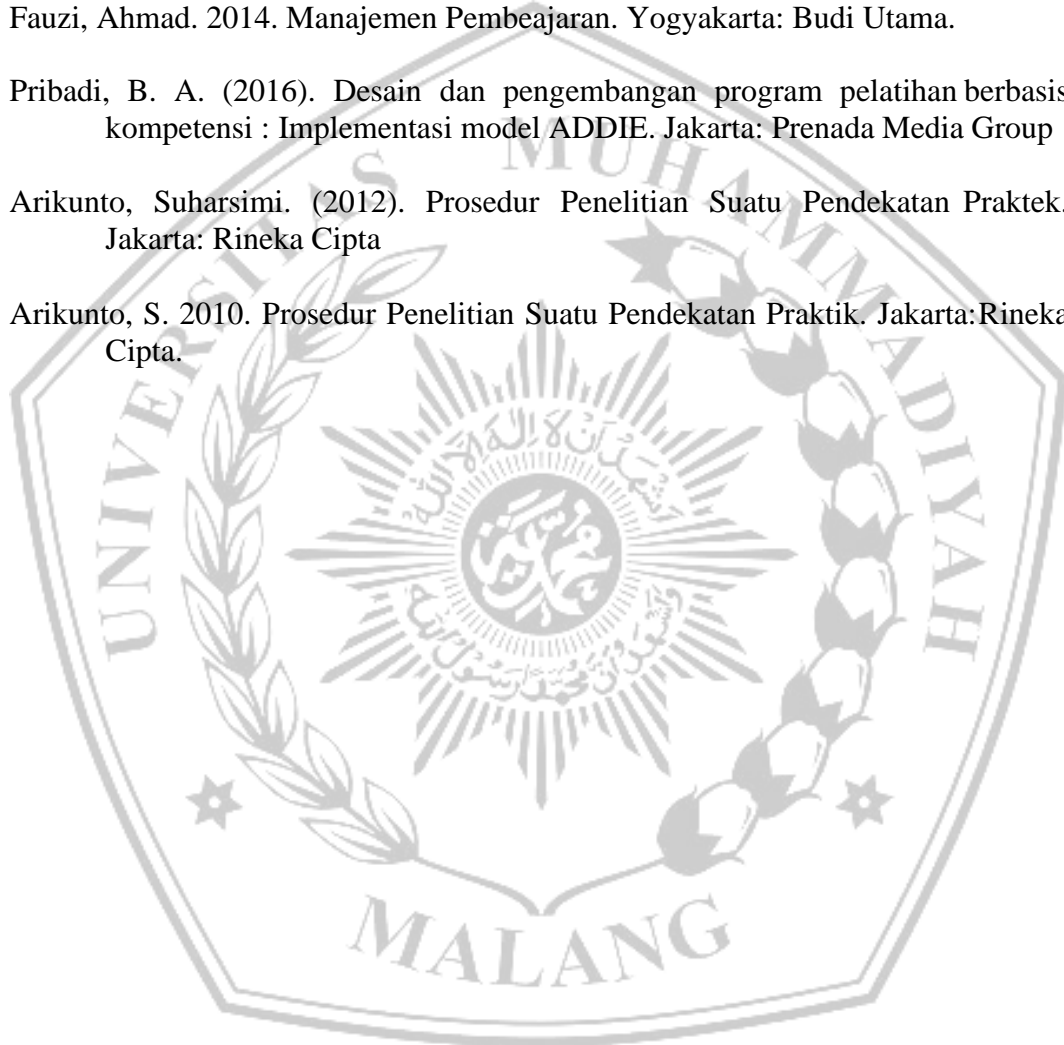 Fauzi, Ahmad. 2014. Manajemen Pembeajaran. Yogyakarta: Budi Utama.
Pribadi, B. A. (2016). Desain dan pengembangan program pelatihan berbasis
kompetensi : Implementasi model ADDIE. Jakarta: Prenada Media Group
Arikunto, Suharsimi. (2012). Prosedur Penelitian Suatu Pendekatan Praktek.
Jakarta: Rineka Cipta
Arikunto, S. 2010. Prosedur Penelitian Suatu Pendekatan Praktik. Jakarta:Rineka
Cipta.
UNIVERSITAS MUHAMMADIYAH
MALANG